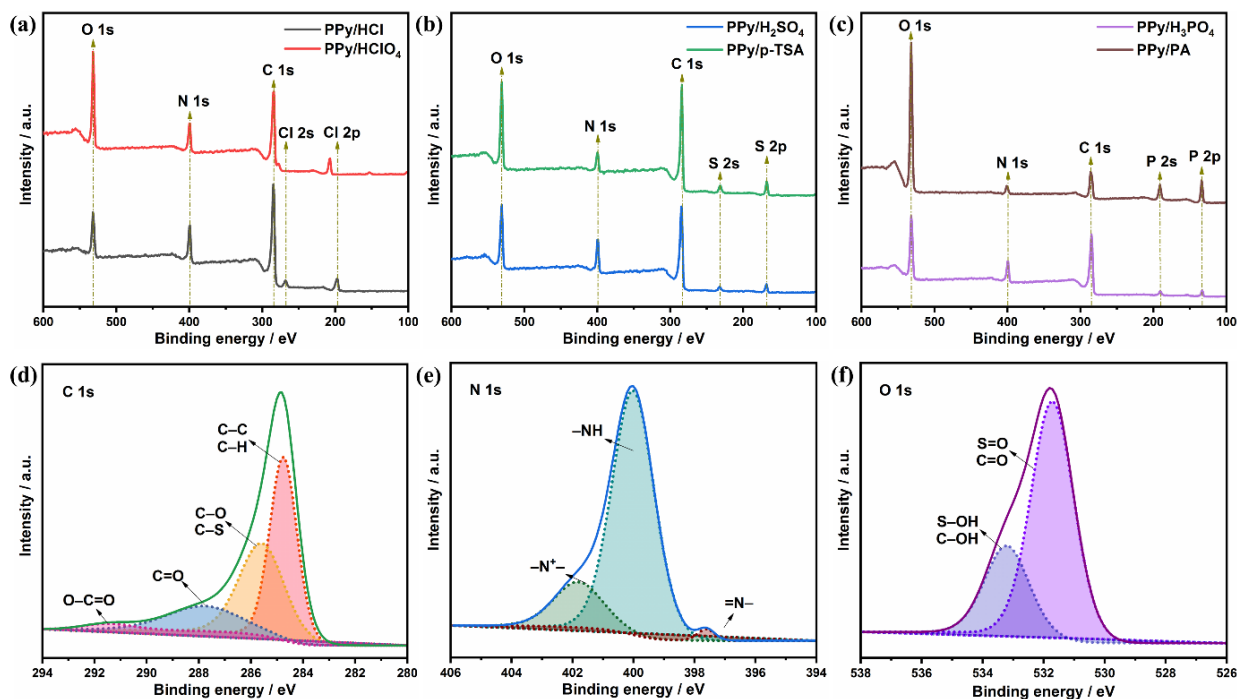 (a)
O 1s
PPy/HCl
PPy/HClO₄
C 1s
N 1s
Cl 2s
Cl 2p
Intensity / a.u.
600 500 400 300 200 100
Binding energy / eV
(b)
O 1s
PPy/H₂SO₄
PPy/p-TSA
C 1s
N 1s
S 2s
S 2p
Intensity / a.u.
600 500 400 300 200 100
Binding energy / eV
(c)
O 1s
PPy/H₃PO₄
PPy/PA
N 1s
C 1s
P 2s
P 2p
Intensity / a.u.
600 500 400 300 200 100
Binding energy / eV
(d)
C 1s
C–C
C–H
C–O
C–S
C=O
O–C=O
Intensity / a.u.
294 292 290 288 286 284 282 280
Binding energy / eV
(e)
N 1s
–NH
–N⁺–
=N–
Intensity / a.u.
406 404 402 400 398 396 394
Binding energy / eV
(f)
O 1s
S=O
C=O
S–OH
C–OH
Intensity / a.u.
538 536 534 532 530 528 526
Binding energy / eV